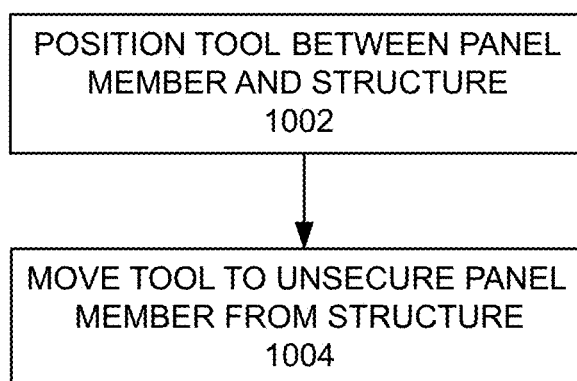 POSITION TOOL BETWEEN PANEL
MEMBER AND STRUCTURE
1002
MOVE TOOL TO UNSECURE PANEL
MEMBER FROM STRUCTURE
1004